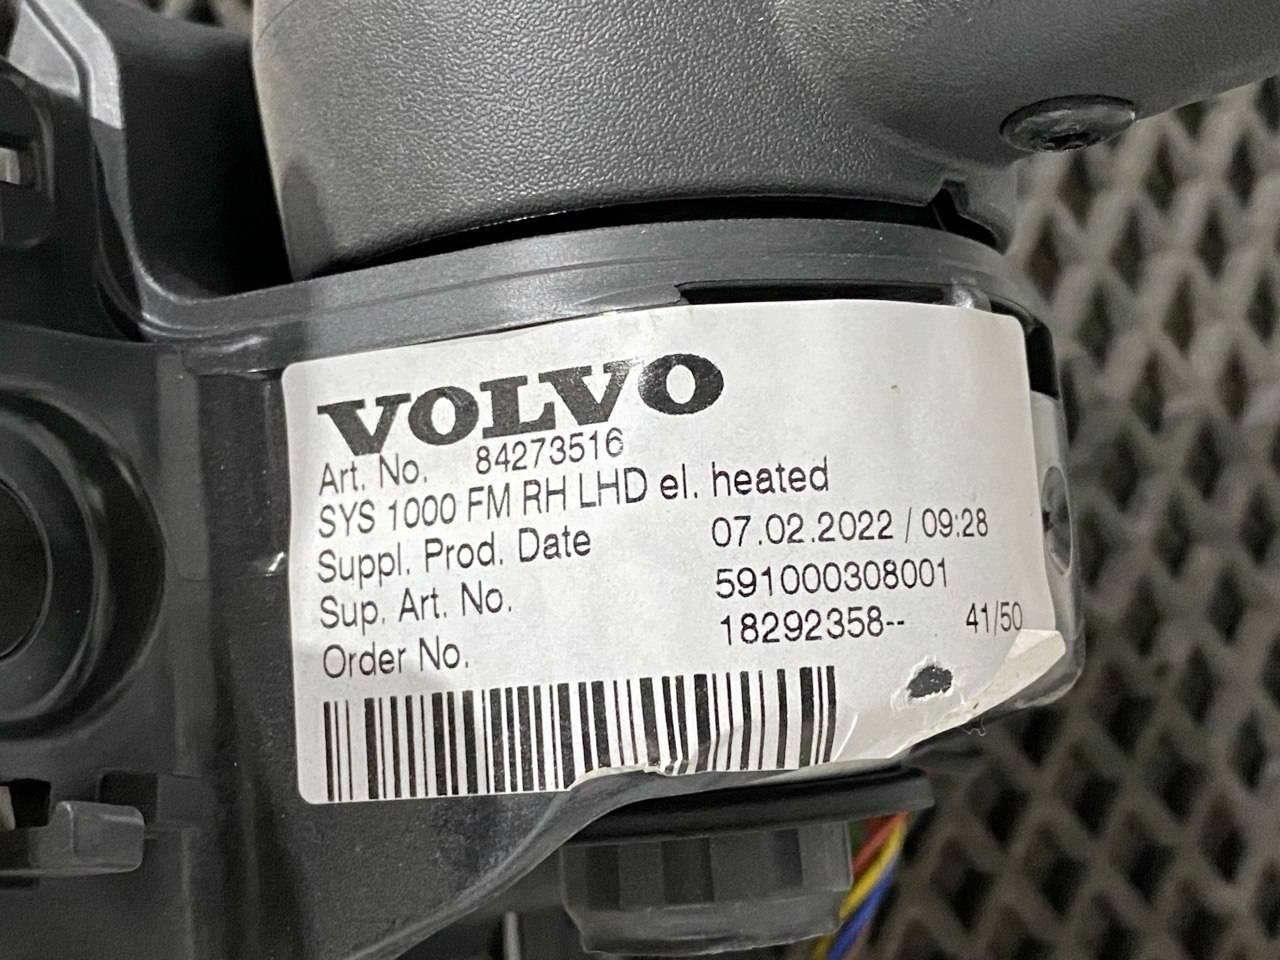 VOLVO
Art. No. 84273516
SYS 1000 FM RH LHD el. heated
Suppl. Prod. Date 07.02.2022 / 09:28
Sup. Art. No. 591000308001
Order No. 18292358-- 41/50